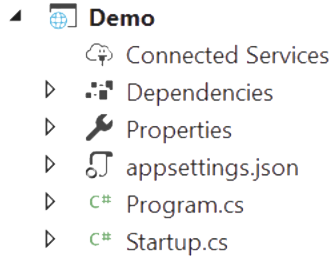 Demo
Connected Services
Dependencies
Properties
appsettings.json
C# Program.cs
C# Startup.cs